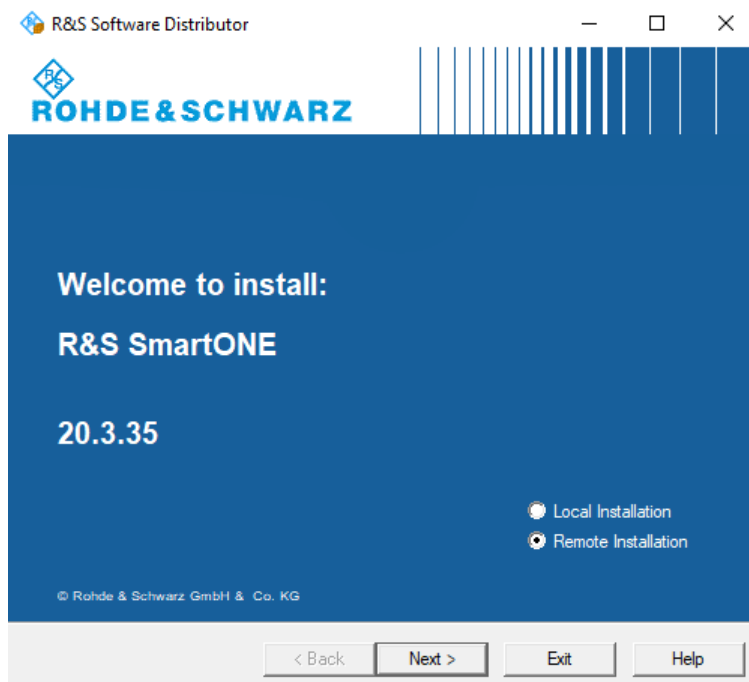 R&S Software Distributor
R&S
ROHDE&SCHWARZ
Welcome to install:
R&S SmartONE
20.3.35
Local Installation
Remote Installation
© Rohde & Schwarz GmbH & Co. KG
< Back
Next >
Exit
Help